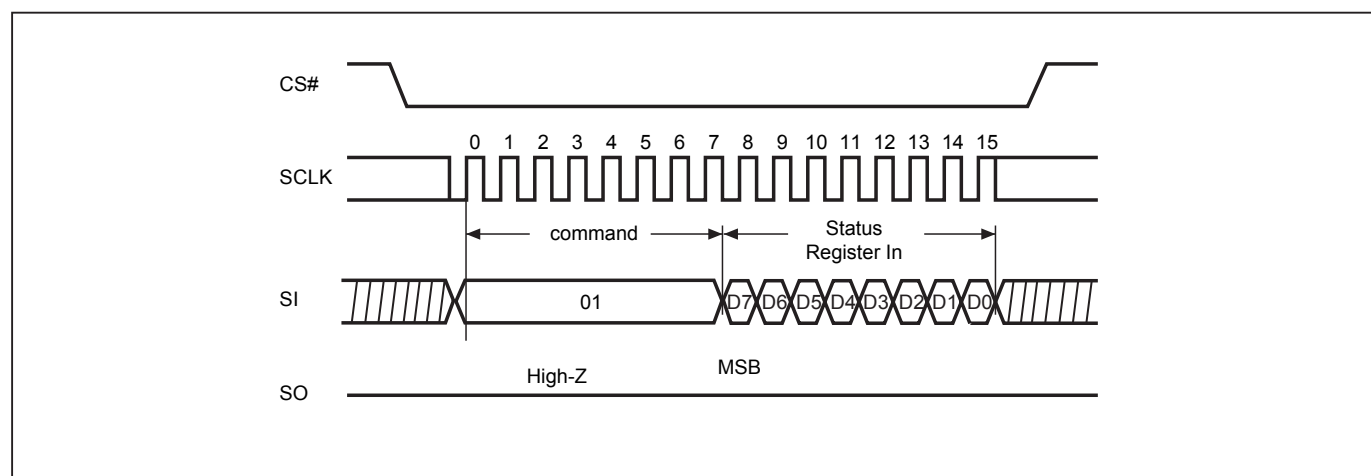 CS#
0 1 2 3 4 5 6 7 8 9 10 11 12 13 14 15
SCLK
command
Status
Register In
SI
01
D7 D6 D5 D4 D3 D2 D1 D0
MSB
High-Z
SO